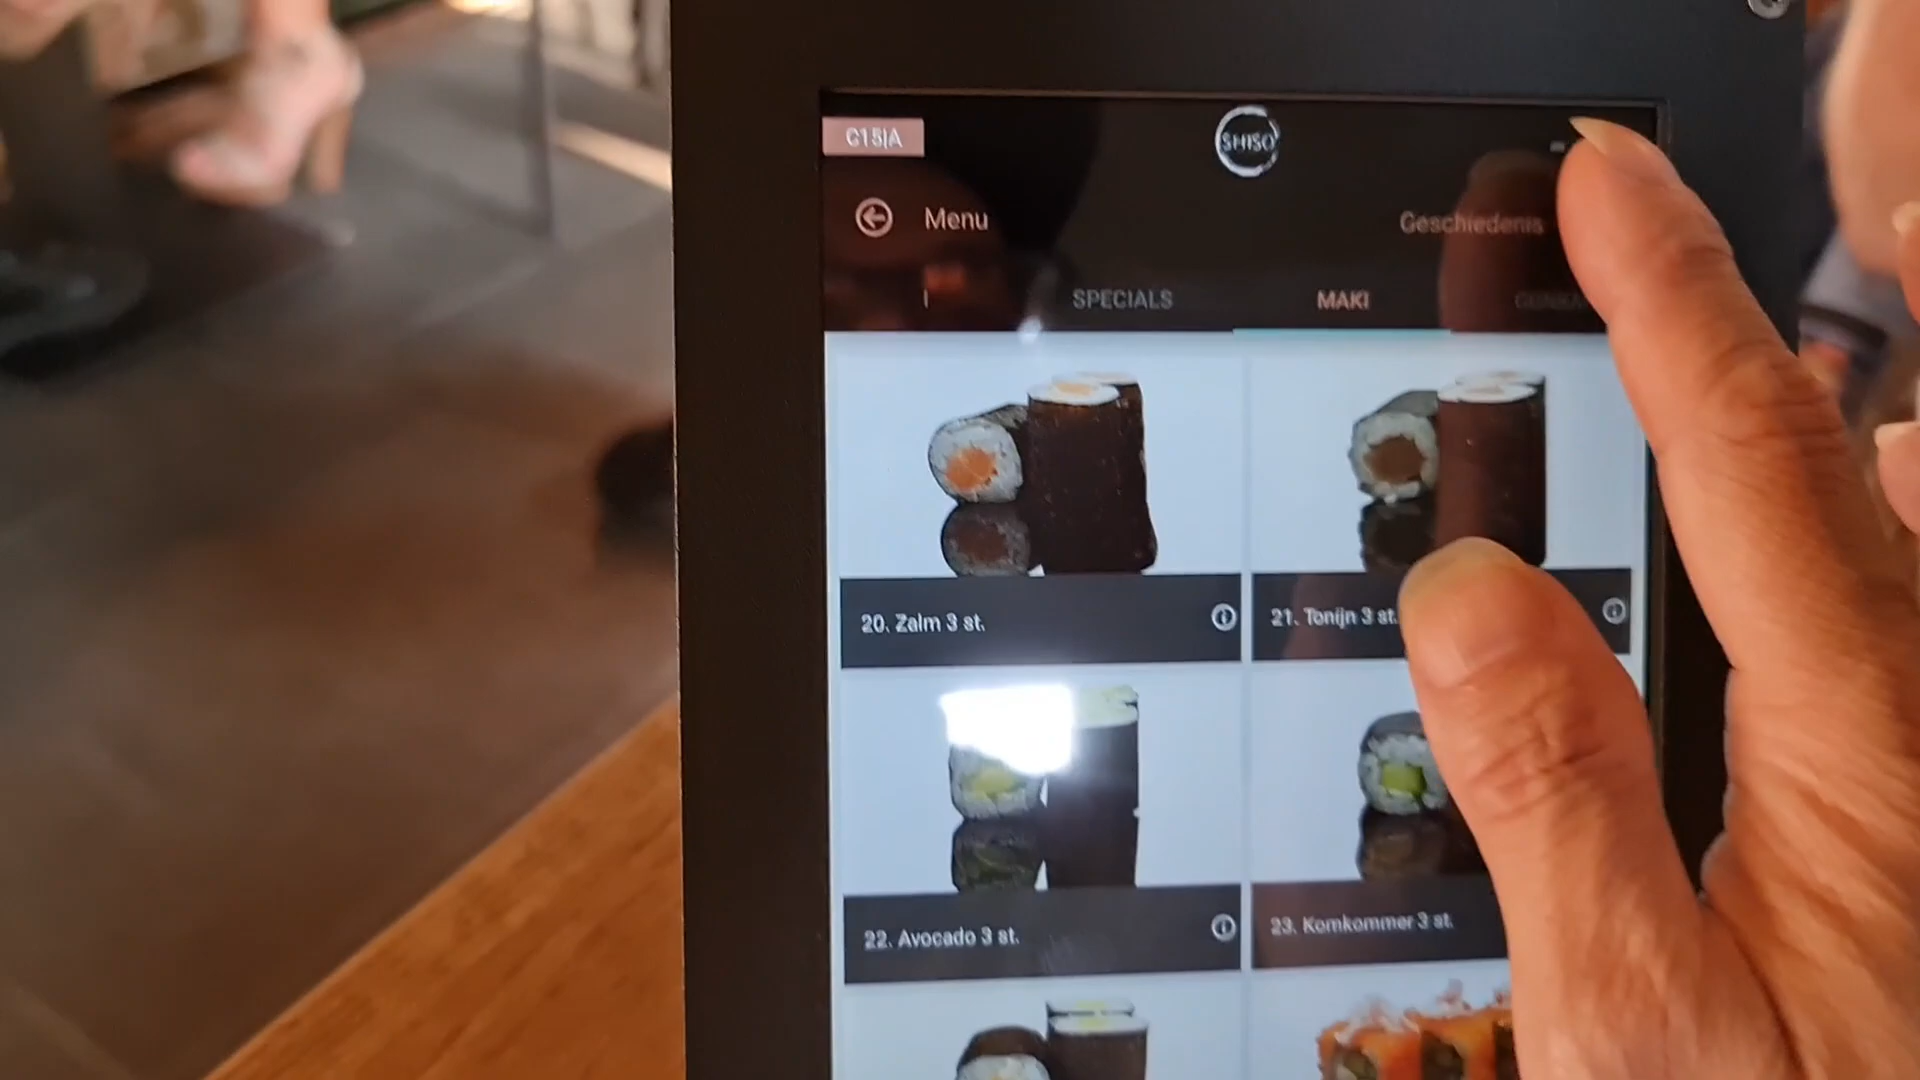 C15|A
SHISO
Menu
Geschiedenis
SPECIALS
MAKI
20. Zalm 3 st.
21. Tonijn 3 st.
22. Avocado 3 st.
23. Komkommer 3 st.